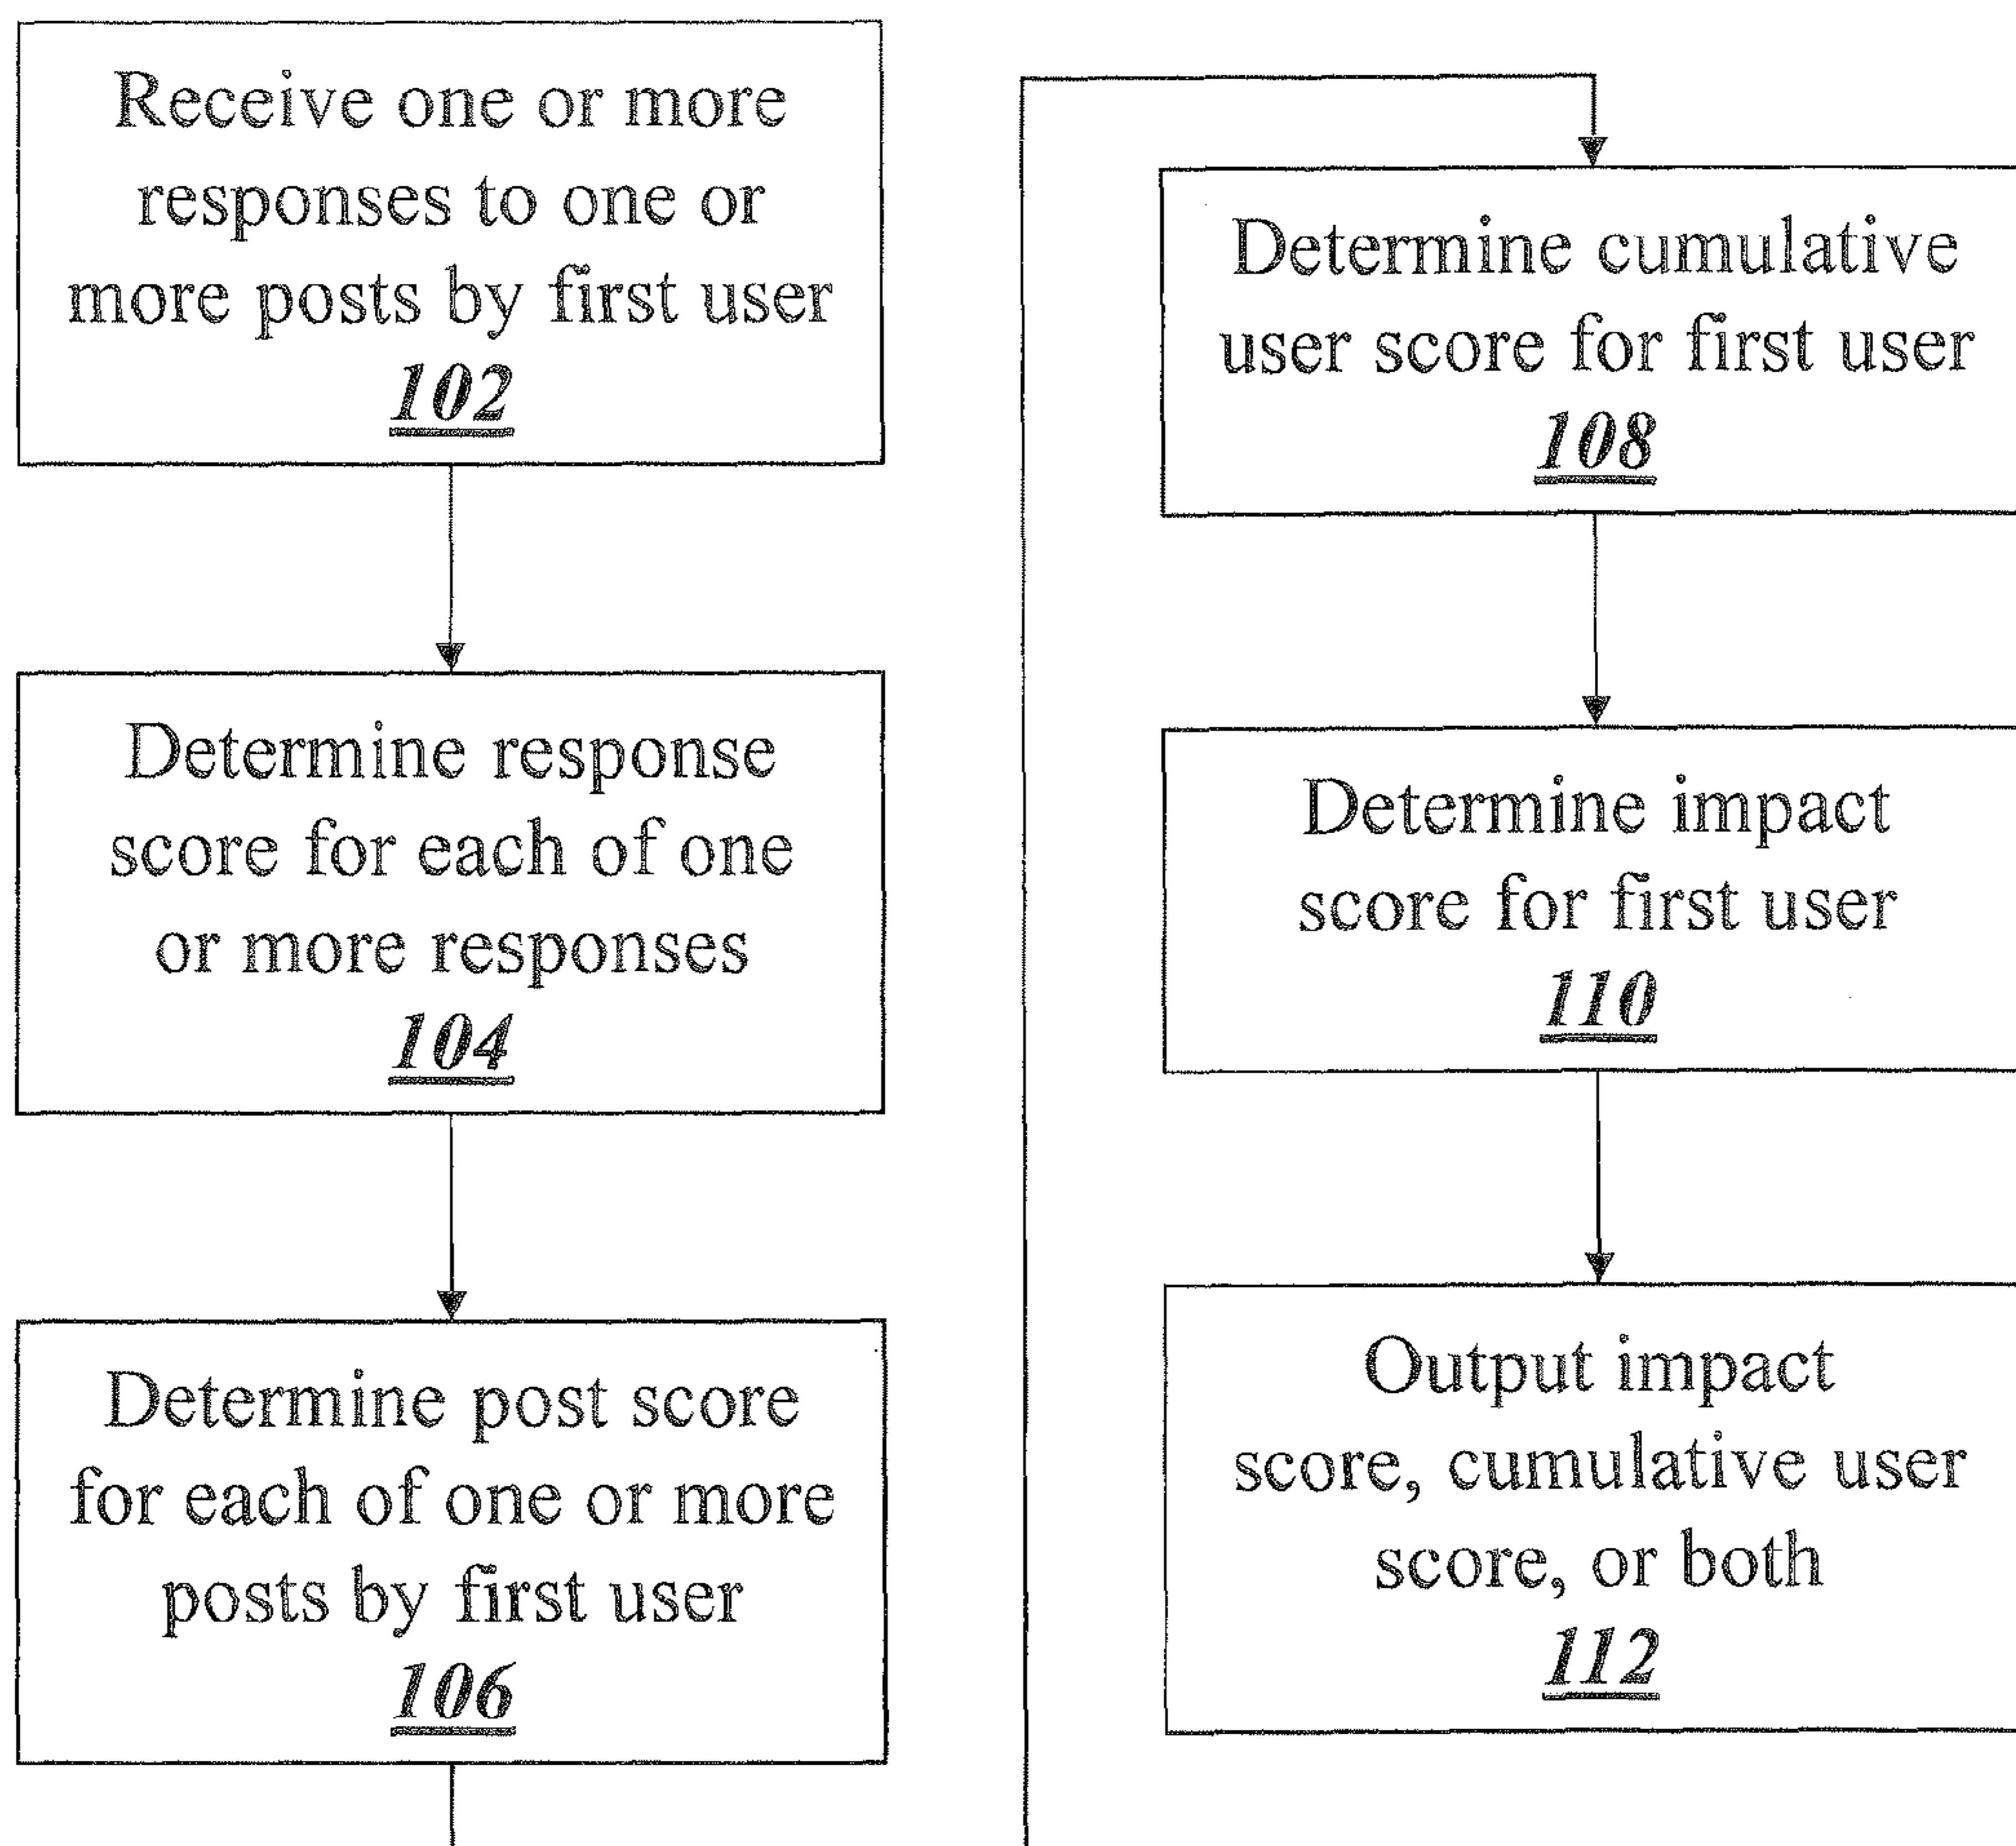 Receive one or more
responses to one or
more posts by first user
102
Determine response
score for each of one
or more responses
104
Determine post score
for each of one or more
posts by first user
106
Determine cumulative
user score for first user
108
Determine impact
score for first user
110
Output impact
score, cumulative user
score, or both
112